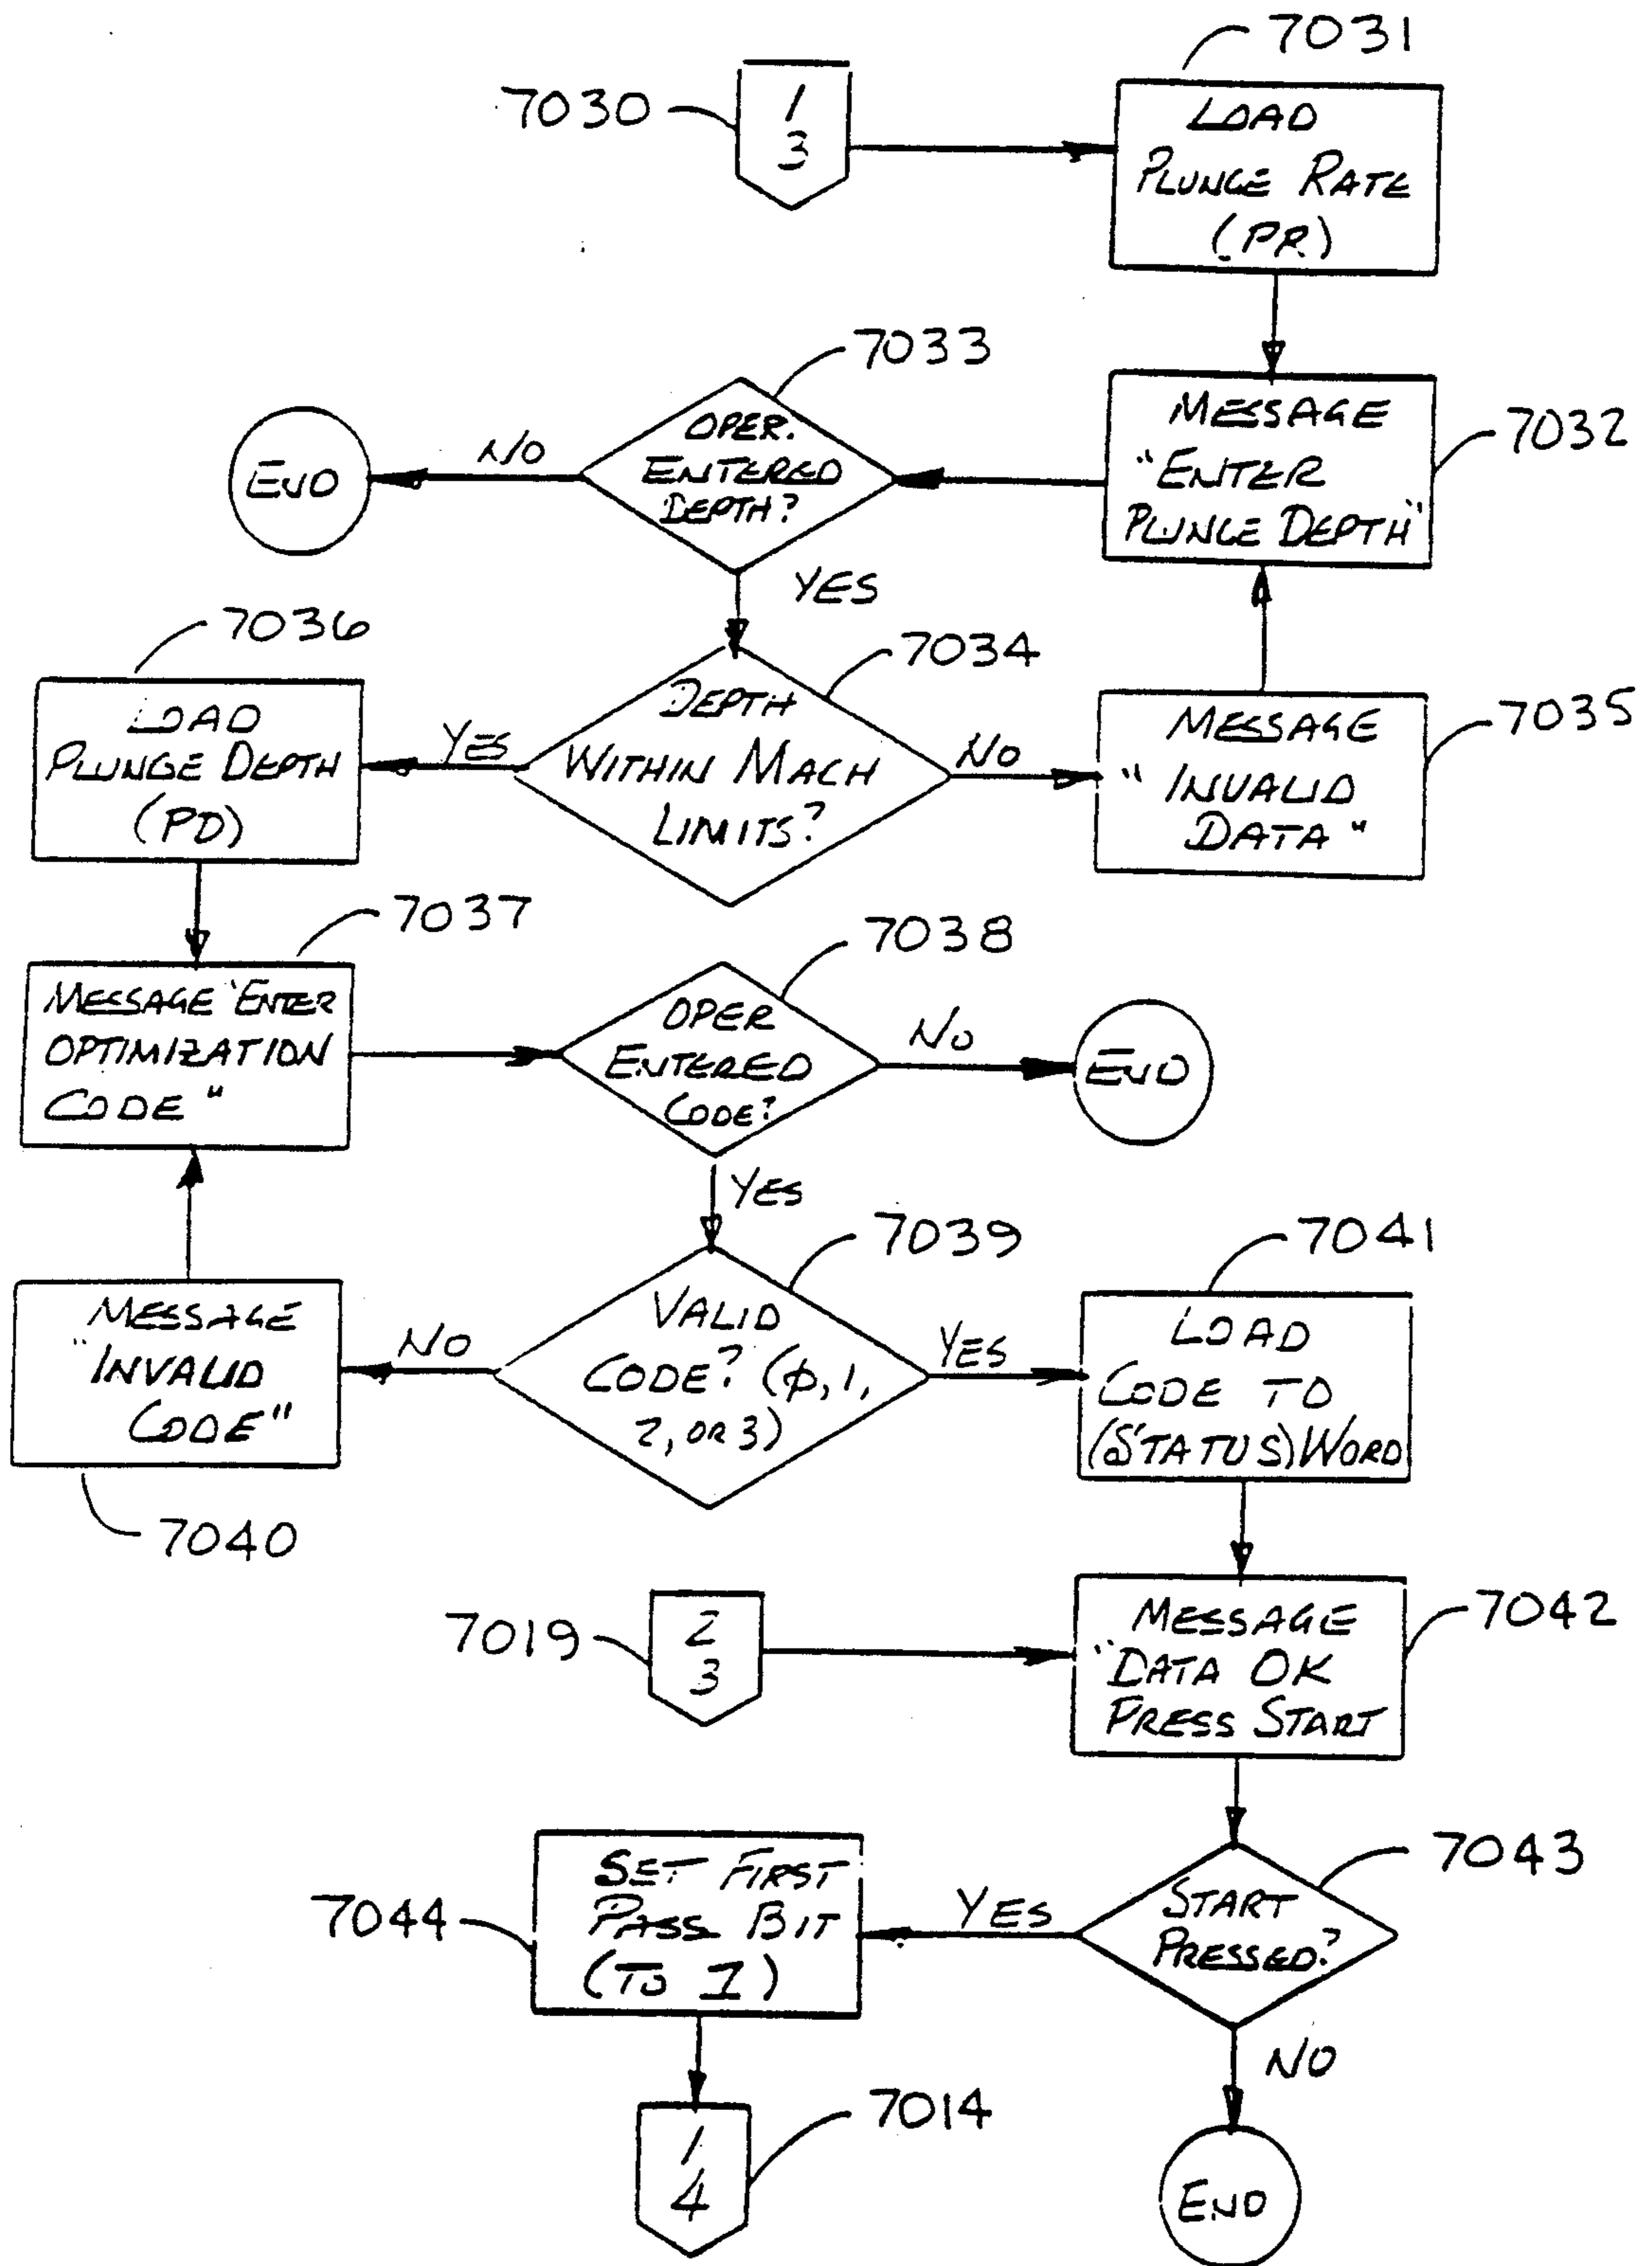 7031
7030
1
3
LOAD
PLUNGE RATE
(PR)
7033
OPER.
ENTERED
DEPTH?
NO
END
MESSAGE
"ENTER
PLUNGE DEPTH"
7032
YES
7036
7034
LOAD
PLUNGE DEPTH
(PD)
YES
DEPTH
WITHIN MACH
LIMITS?
NO
MESSAGE
"INVALID
DATA"
7035
7037
7038
MESSAGE "ENTER
OPTIMIZATION
CODE"
OPER
ENTERED
CODE?
NO
END
YES
7039
7041
MESSAGE
"INVALID
CODE"
NO
VALID
CODE? (φ, 1,
2, OR 3)
YES
LOAD
CODE TO
(STATUS) WORD
7040
7019
2
3
MESSAGE
"DATA OK
PRESS START
7042
7043
7044
SET FIRST
PASS BIT
(TO 1)
YES
START
PRESSED?
NO
7014
1
4
END